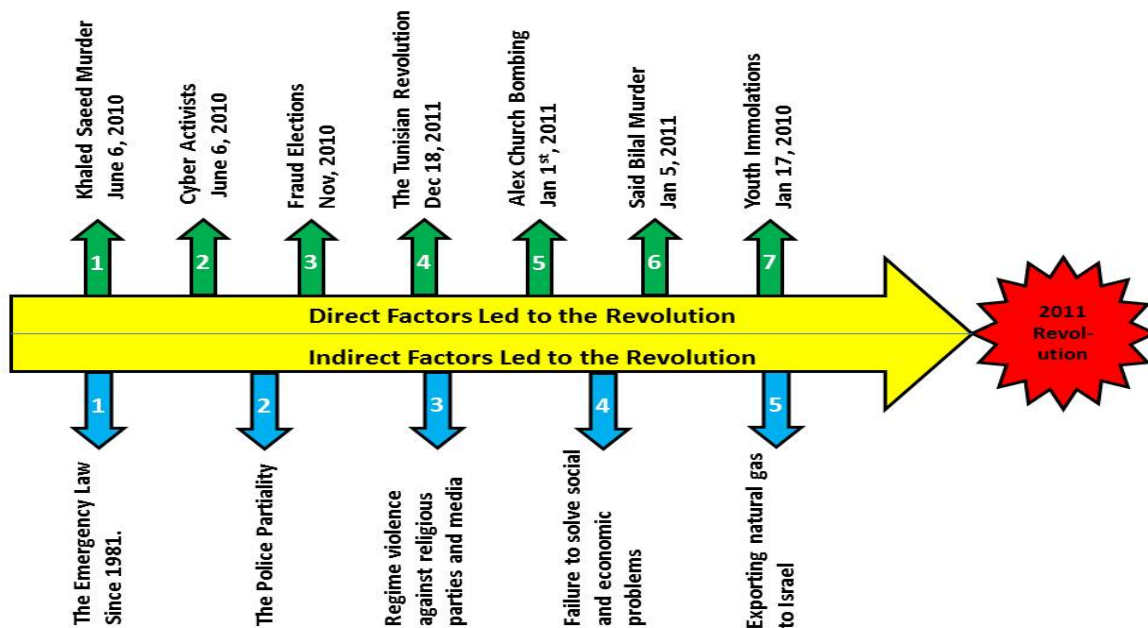 Khaled Saeed Murder
June 6, 2010
Cyber Activists
June 6, 2010
Fraud Elections
Nov, 2010
The Tunisian Revolution
Dec 18, 2011
Alex Church Bombing
Jan 1st, 2011
Said Bilal Murder
Jan 5, 2011
Youth Immolations
Jan 17, 2010
1
2
3
4
5
6
7
Direct Factors Led to the Revolution
Indirect Factors Led to the Revolution
2011
Revol-
ution
1
2
3
4
5
The Emergency Law
Since 1981.
The Police Partiality
Regime violence
against religious
parties and media
Failure to solve social
and economic
problems
Exporting natural gas
to Israel